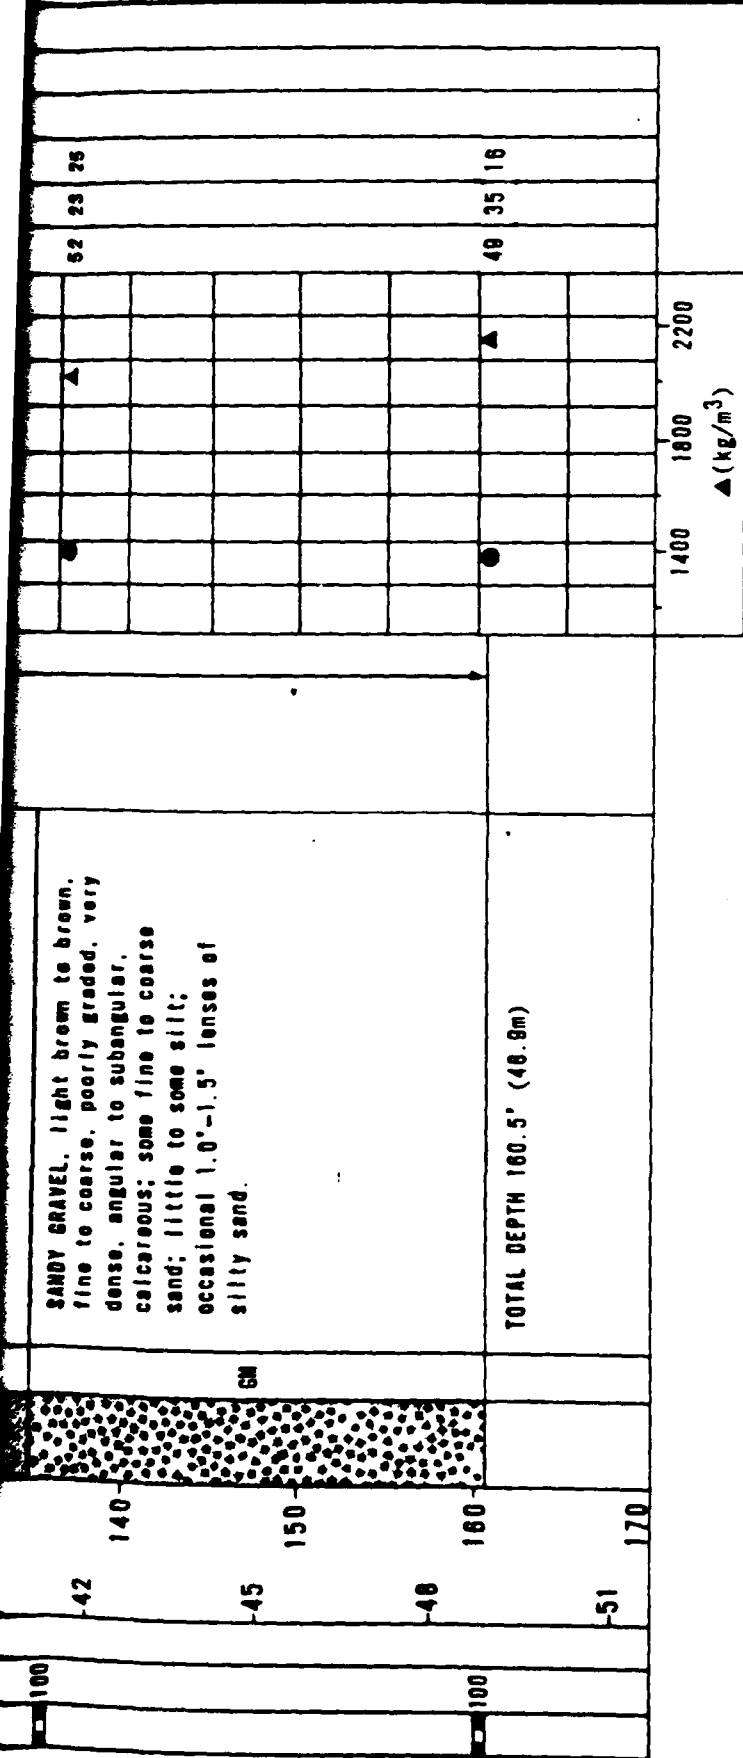 100
100
-42
-45
-48
-51
140
150
160
170
GM
SANDY GRAVEL, light brown to brown,
fine to coarse, poorly graded, very
dense, angular to subangular,
calcareous; some fine to coarse
sand; little to some silt;
occasional 1.0'-1.5' lenses of
silty sand.
TOTAL DEPTH 160.5' (48.9m)
52 23 25
49 35 16
1400 1800 2200
▲(kg/m³)